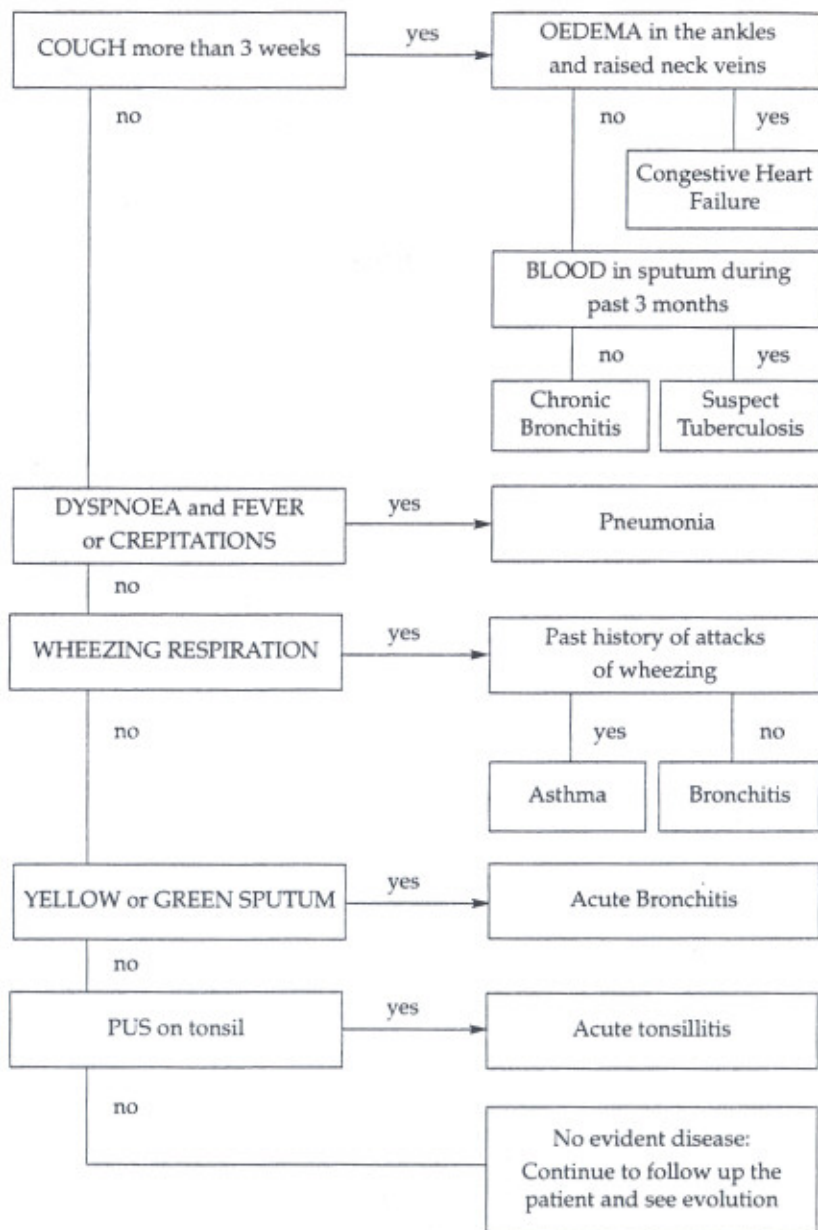 COUGH more than 3 weeks
yes
OEDEMA in the ankles
and raised neck veins
no
no
yes
Congestive Heart
Failure
BLOOD in sputum during
past 3 months
no
yes
Chronic
Bronchitis
Suspect
Tuberculosis
DYSPNOEA and FEVER
or CREPITATIONS
yes
Pneumonia
no
WHEEZING RESPIRATION
yes
Past history of attacks
of wheezing
no
yes
no
Asthma
Bronchitis
YELLOW or GREEN SPUTUM
yes
Acute Bronchitis
no
PUS on tonsil
yes
Acute tonsillitis
no
No evident disease:
Continue to follow up the
patient and see evolution